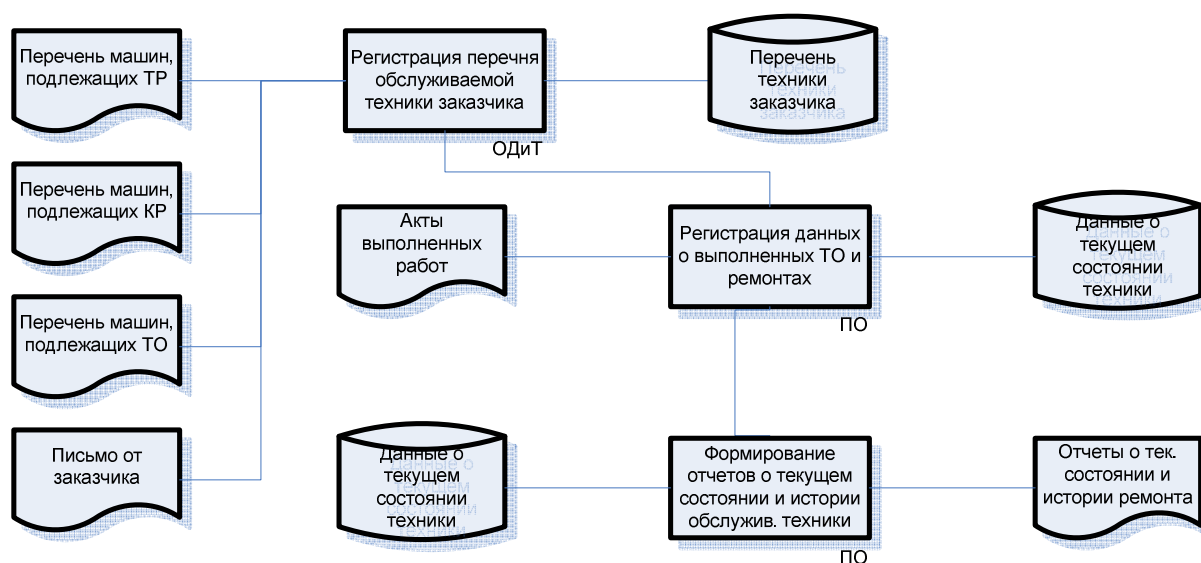 Перечень машин,
подлежащих ТР
Регистрация перечня
обслуживаемой
техники заказчика
ОДиТ
Перечень
техники
заказчика
Перечень машин,
подлежащих КР
Акты
выполненных
работ
Регистрация данных
о выполненных ТО и
ремонтах
ПО
Данные о
текущем
состоянии
техники
Перечень машин,
подлежащих ТО
Письмо от
заказчика
Данные о
текущем
состоянии
техники
Формирование
отчетов о текущем
состоянии и истории
обслужив. техники
ПО
Отчеты о тек.
состоянии и
истории ремонта